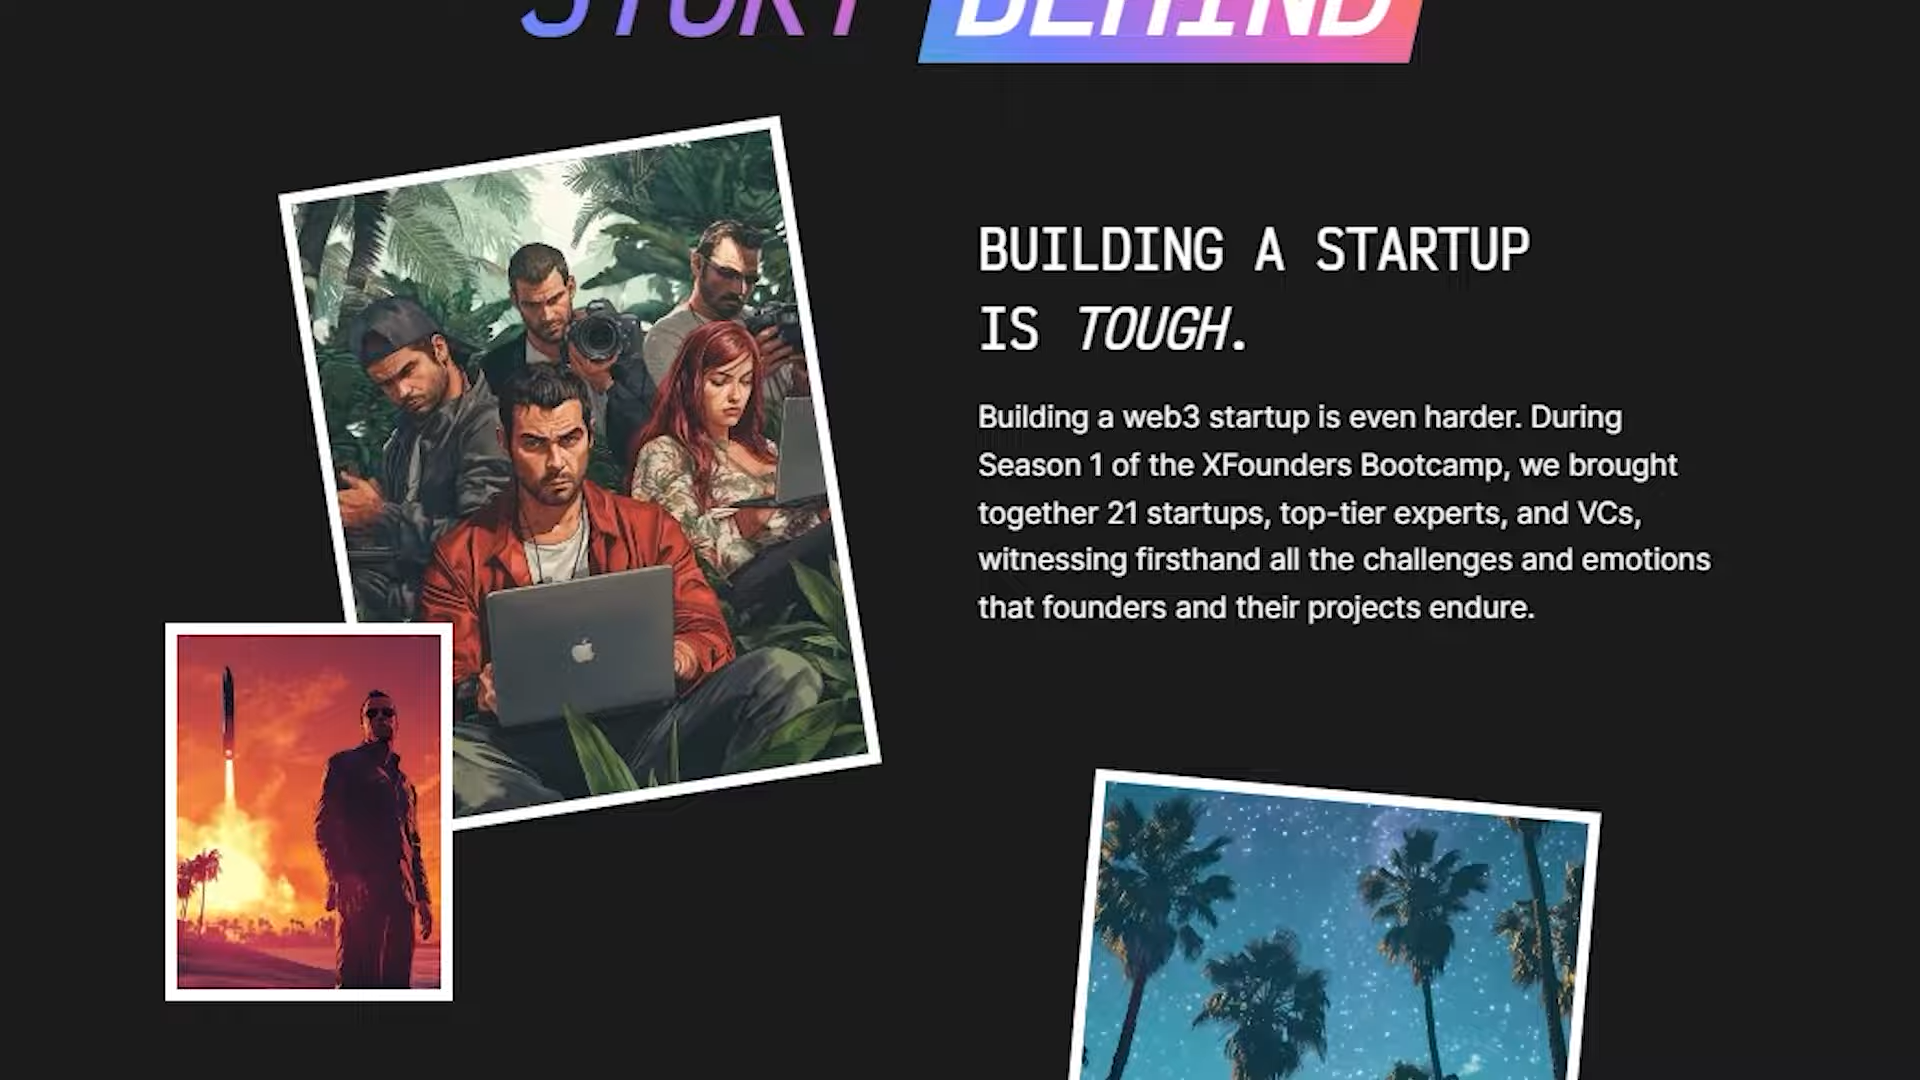 STORY BEHIND
BUILDING A STARTUP
IS TOUGH.
Building a web3 startup is even harder. During
Season 1 of the XFounders Bootcamp, we brought
together 21 startups, top-tier experts, and VCs,
witnessing firsthand all the challenges and emotions
that founders and their projects endure.